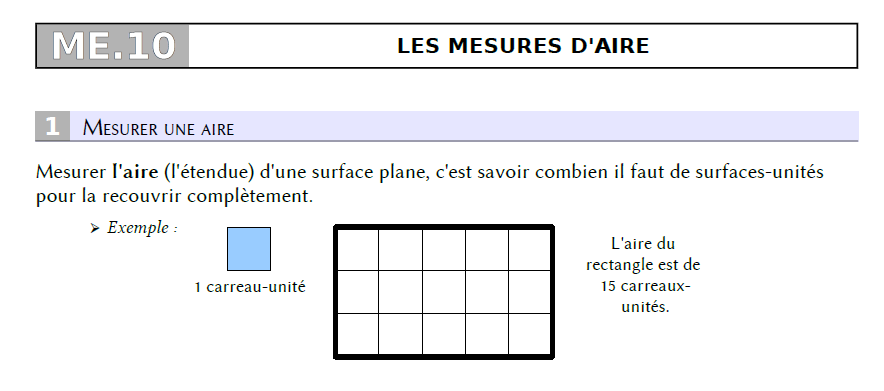 ME.10
LES MESURES D'AIRE
1 MESURER UNE AIRE
Mesurer l'aire (l'étendue) d'une surface plane, c'est savoir combien il faut de surfaces-unités
pour la recouvrir complètement.
➢ Exemple :
1 carreau-unité
L'aire du
rectangle est de
15 carreaux-
unités.